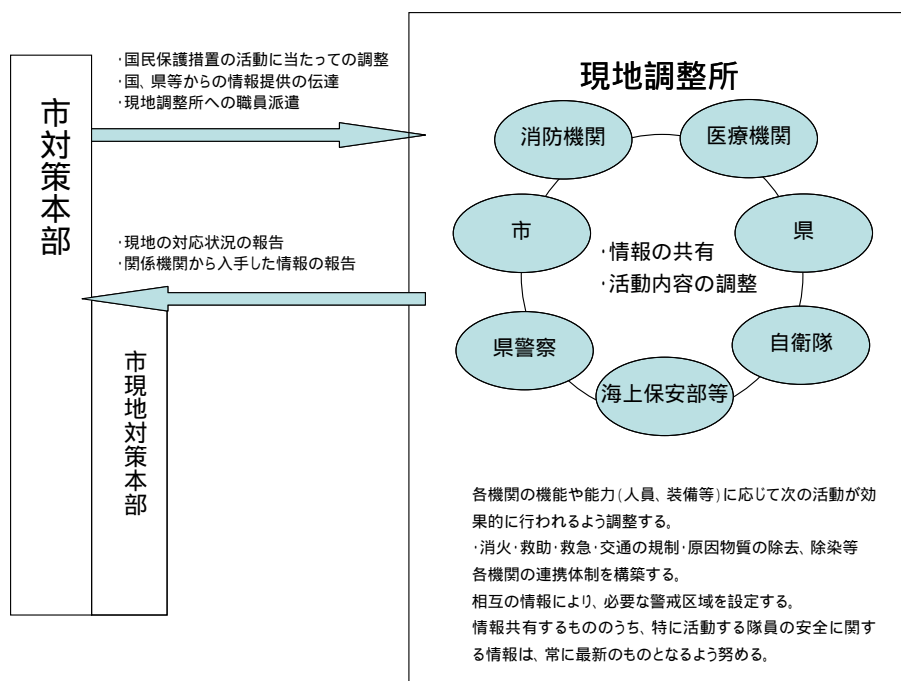 市対策本部
・国民保護措置の活動に当たっての調整
・国、県等からの情報提供の伝達
・現地調整所への職員派遣
・現地の対応状況の報告
・関係機関から入手した情報の報告
市現地対策本部
現地調整所
消防機関
医療機関
市
県
・情報の共有
・活動内容の調整
県警察
自衛隊
海上保安部等
各機関の機能や能力(人員、装備等)に応じて次の活動が効
果的に行われるよう調整する。
・消火・救助・救急・交通の規制・原因物質の除去、除染等
各機関の連携体制を構築する。
相互の情報により、必要な警戒区域を設定する。
情報共有するもののうち、特に活動する隊員の安全に関す
る情報は、常に最新のものとなるよう努める。